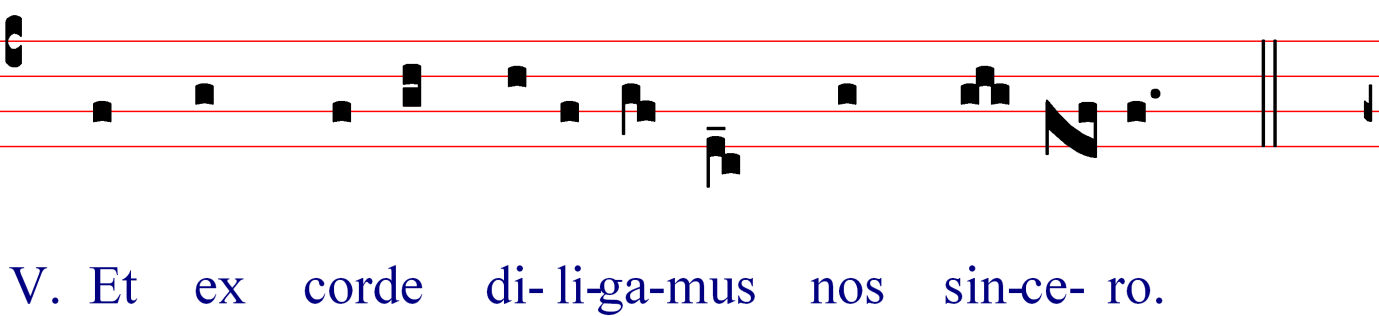 V. Et ex corde di- li-ga-mus nos sin-ce- ro.